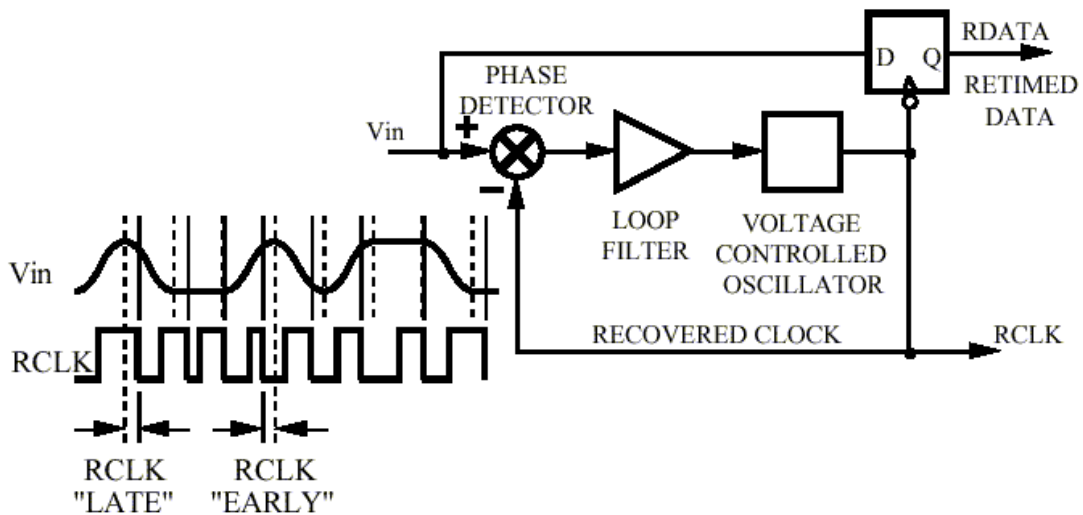 RDATA
D Q
RETIMED
DATA
PHASE
DETECTOR
Vin
+
−
LOOP
FILTER
VOLTAGE
CONTROLLED
OSCILLATOR
RECOVERED CLOCK
RCLK
Vin
RCLK
RCLK
"LATE"
RCLK
"EARLY"